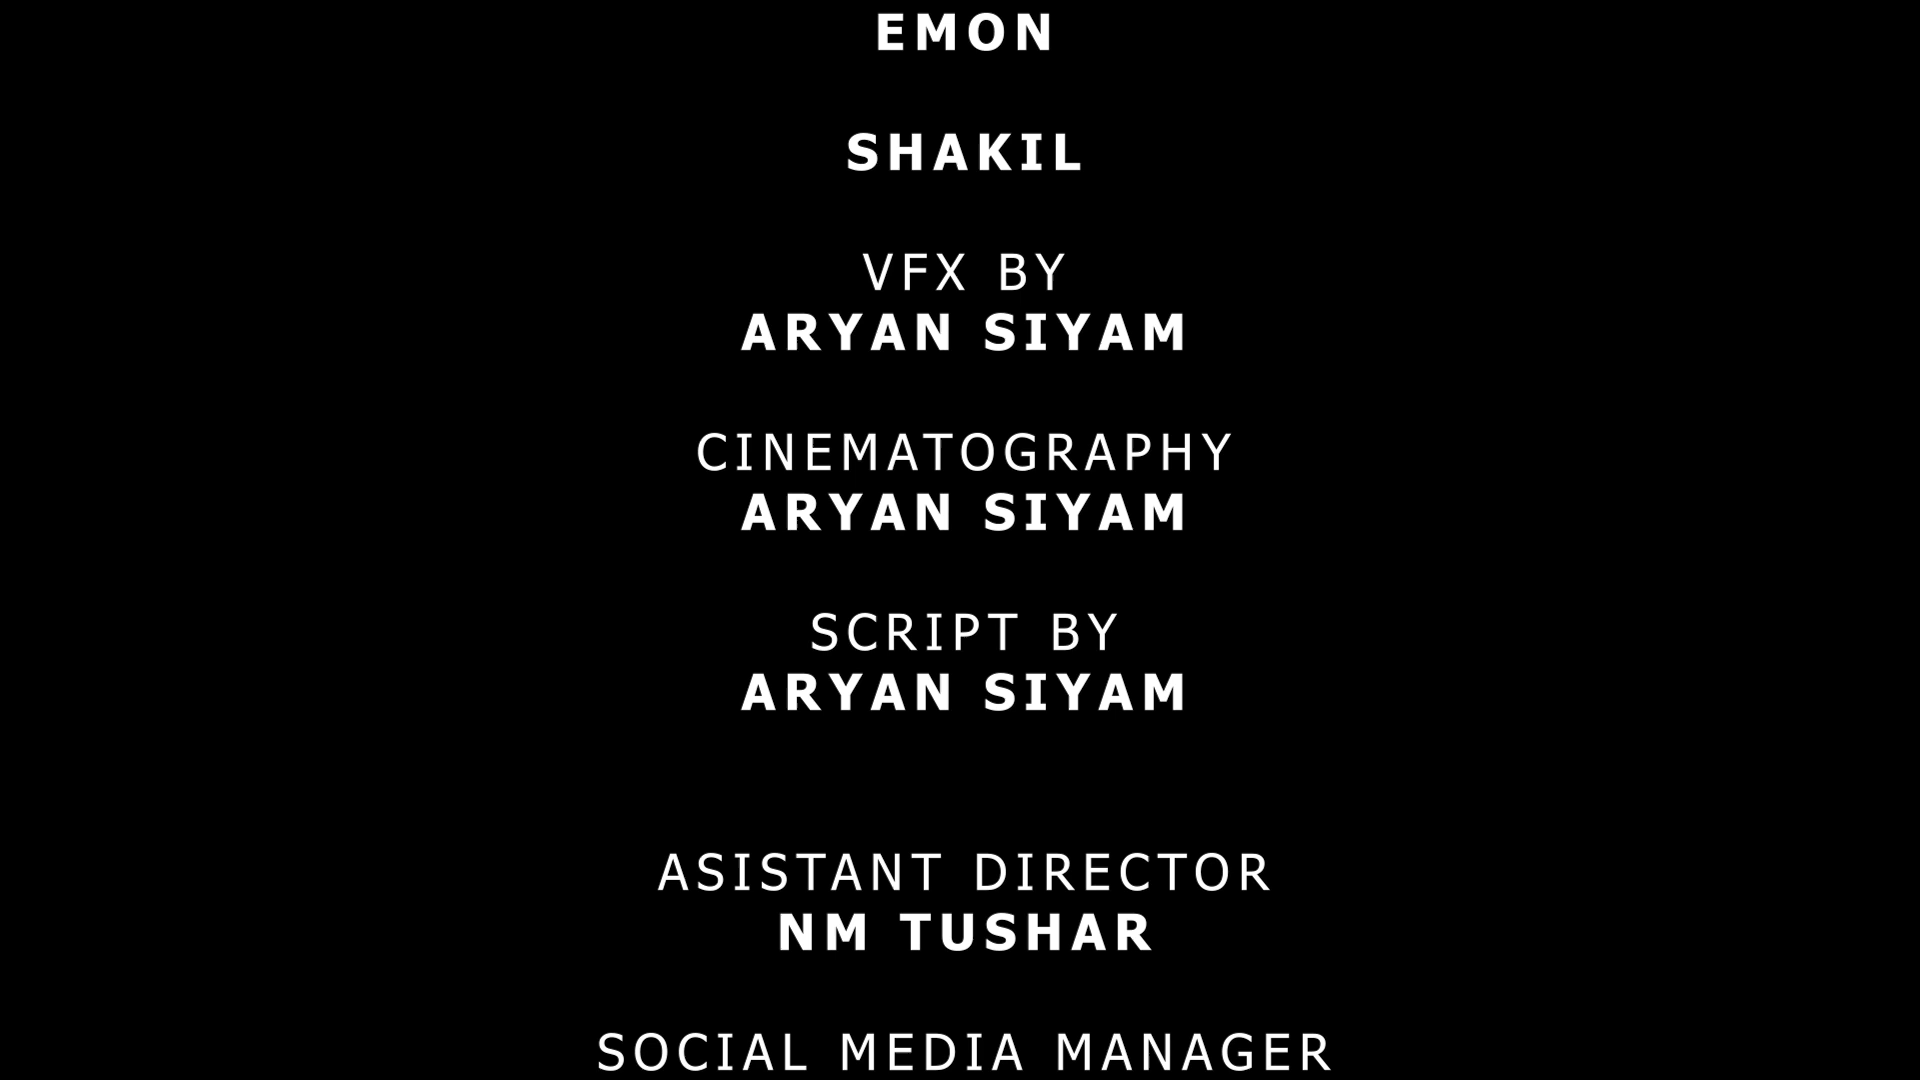 EMON
SHAKIL
VFX BY
ARYAN SIYAM
CINEMATOGRAPHY
ARYAN SIYAM
SCRIPT BY
ARYAN SIYAM
ASISTANT DIRECTOR
NM TUSHAR
SOCIAL MEDIA MANAGER